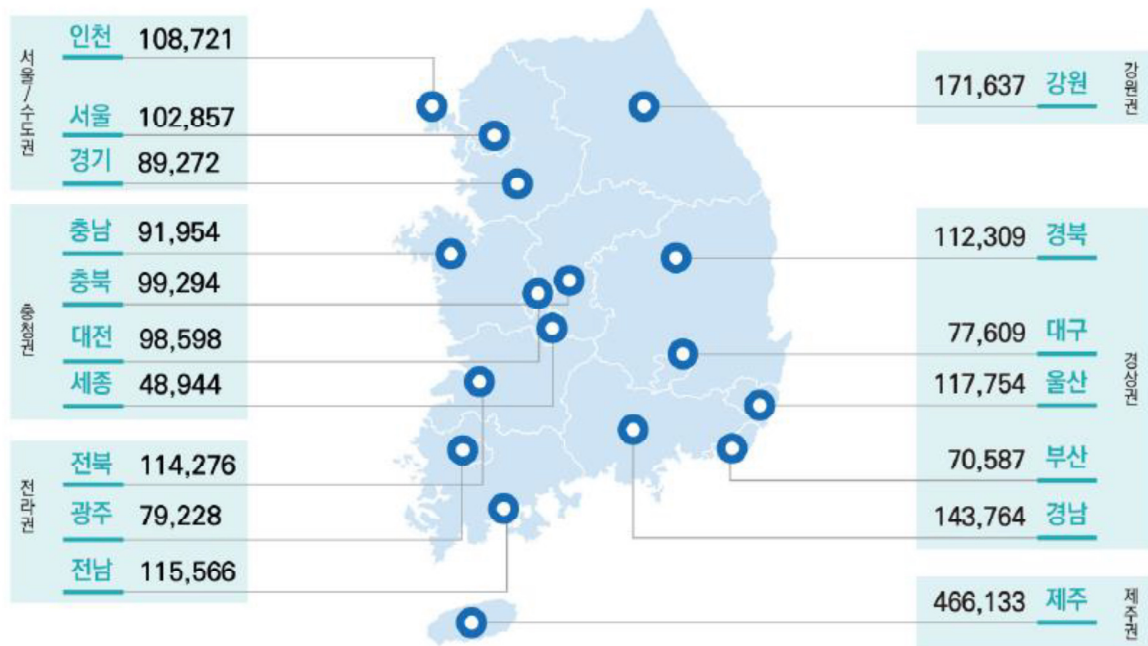 서울/수도권
인천 108,721
서울 102,857
경기 89,272
충청권
충남 91,954
충북 99,294
대전 98,598
세종 48,944
전라권
전북 114,276
광주 79,228
전남 115,566
171,637 강원
강원권
112,309 경북
77,609 대구
117,754 울산
70,587 부산
143,764 경남
경상권
466,133 제주
제주권